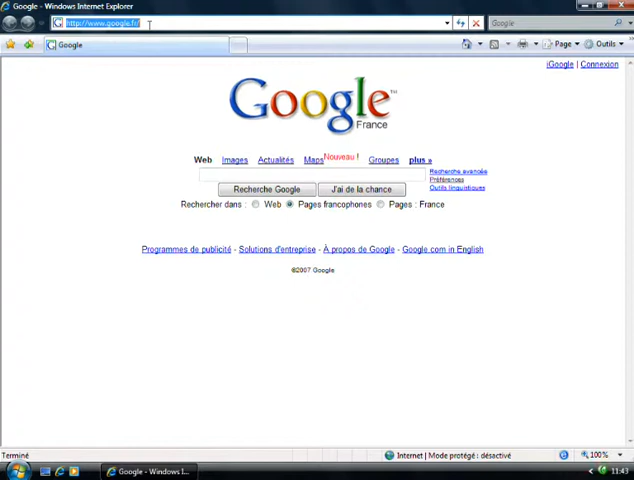 Google - Windows Internet Explorer
http://www.google.fr/
Google
Google
Page
Outils
iGoogle | Connexion
Google™
France
Web Images Actualités Maps Nouveau ! Groupes plus »
Recherche avancée
Préférences
Outils linguistiques
Recherche Google
J'ai de la chance
Rechercher dans : Web Pages francophones Pages : France
Programmes de publicité - Solutions d'entreprise - À propos de Google - Google.com in English
©2007 Google
Terminé
Internet | Mode protégé : désactivé
100%
Google - Windows I...
11:43